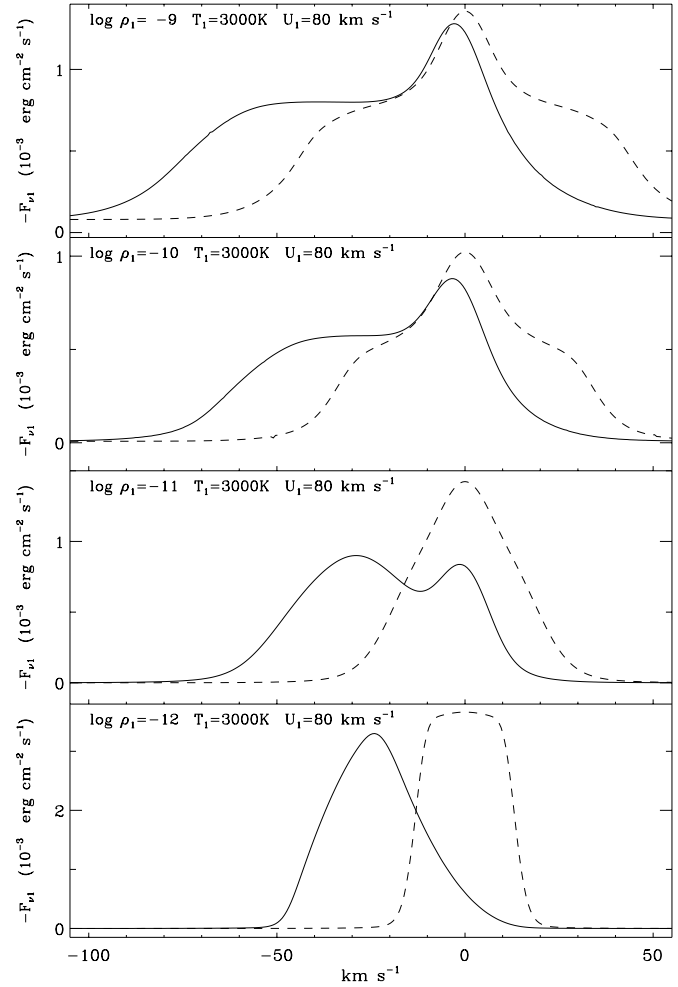 log ρ₁= −9 T₁=3000K U₁=80 km s⁻¹
−Fν₁ (10⁻³ erg cm⁻² s⁻¹)
1
0
log ρ₁=−10 T₁=3000K U₁=80 km s⁻¹
−Fν₁ (10⁻³ erg cm⁻² s⁻¹)
1
0
log ρ₁=−11 T₁=3000K U₁=80 km s⁻¹
−Fν₁ (10⁻³ erg cm⁻² s⁻¹)
1
0
log ρ₁=−12 T₁=3000K U₁=80 km s⁻¹
−Fν₁ (10⁻³ erg cm⁻² s⁻¹)
2
0
−100 −50 0 50
km s⁻¹